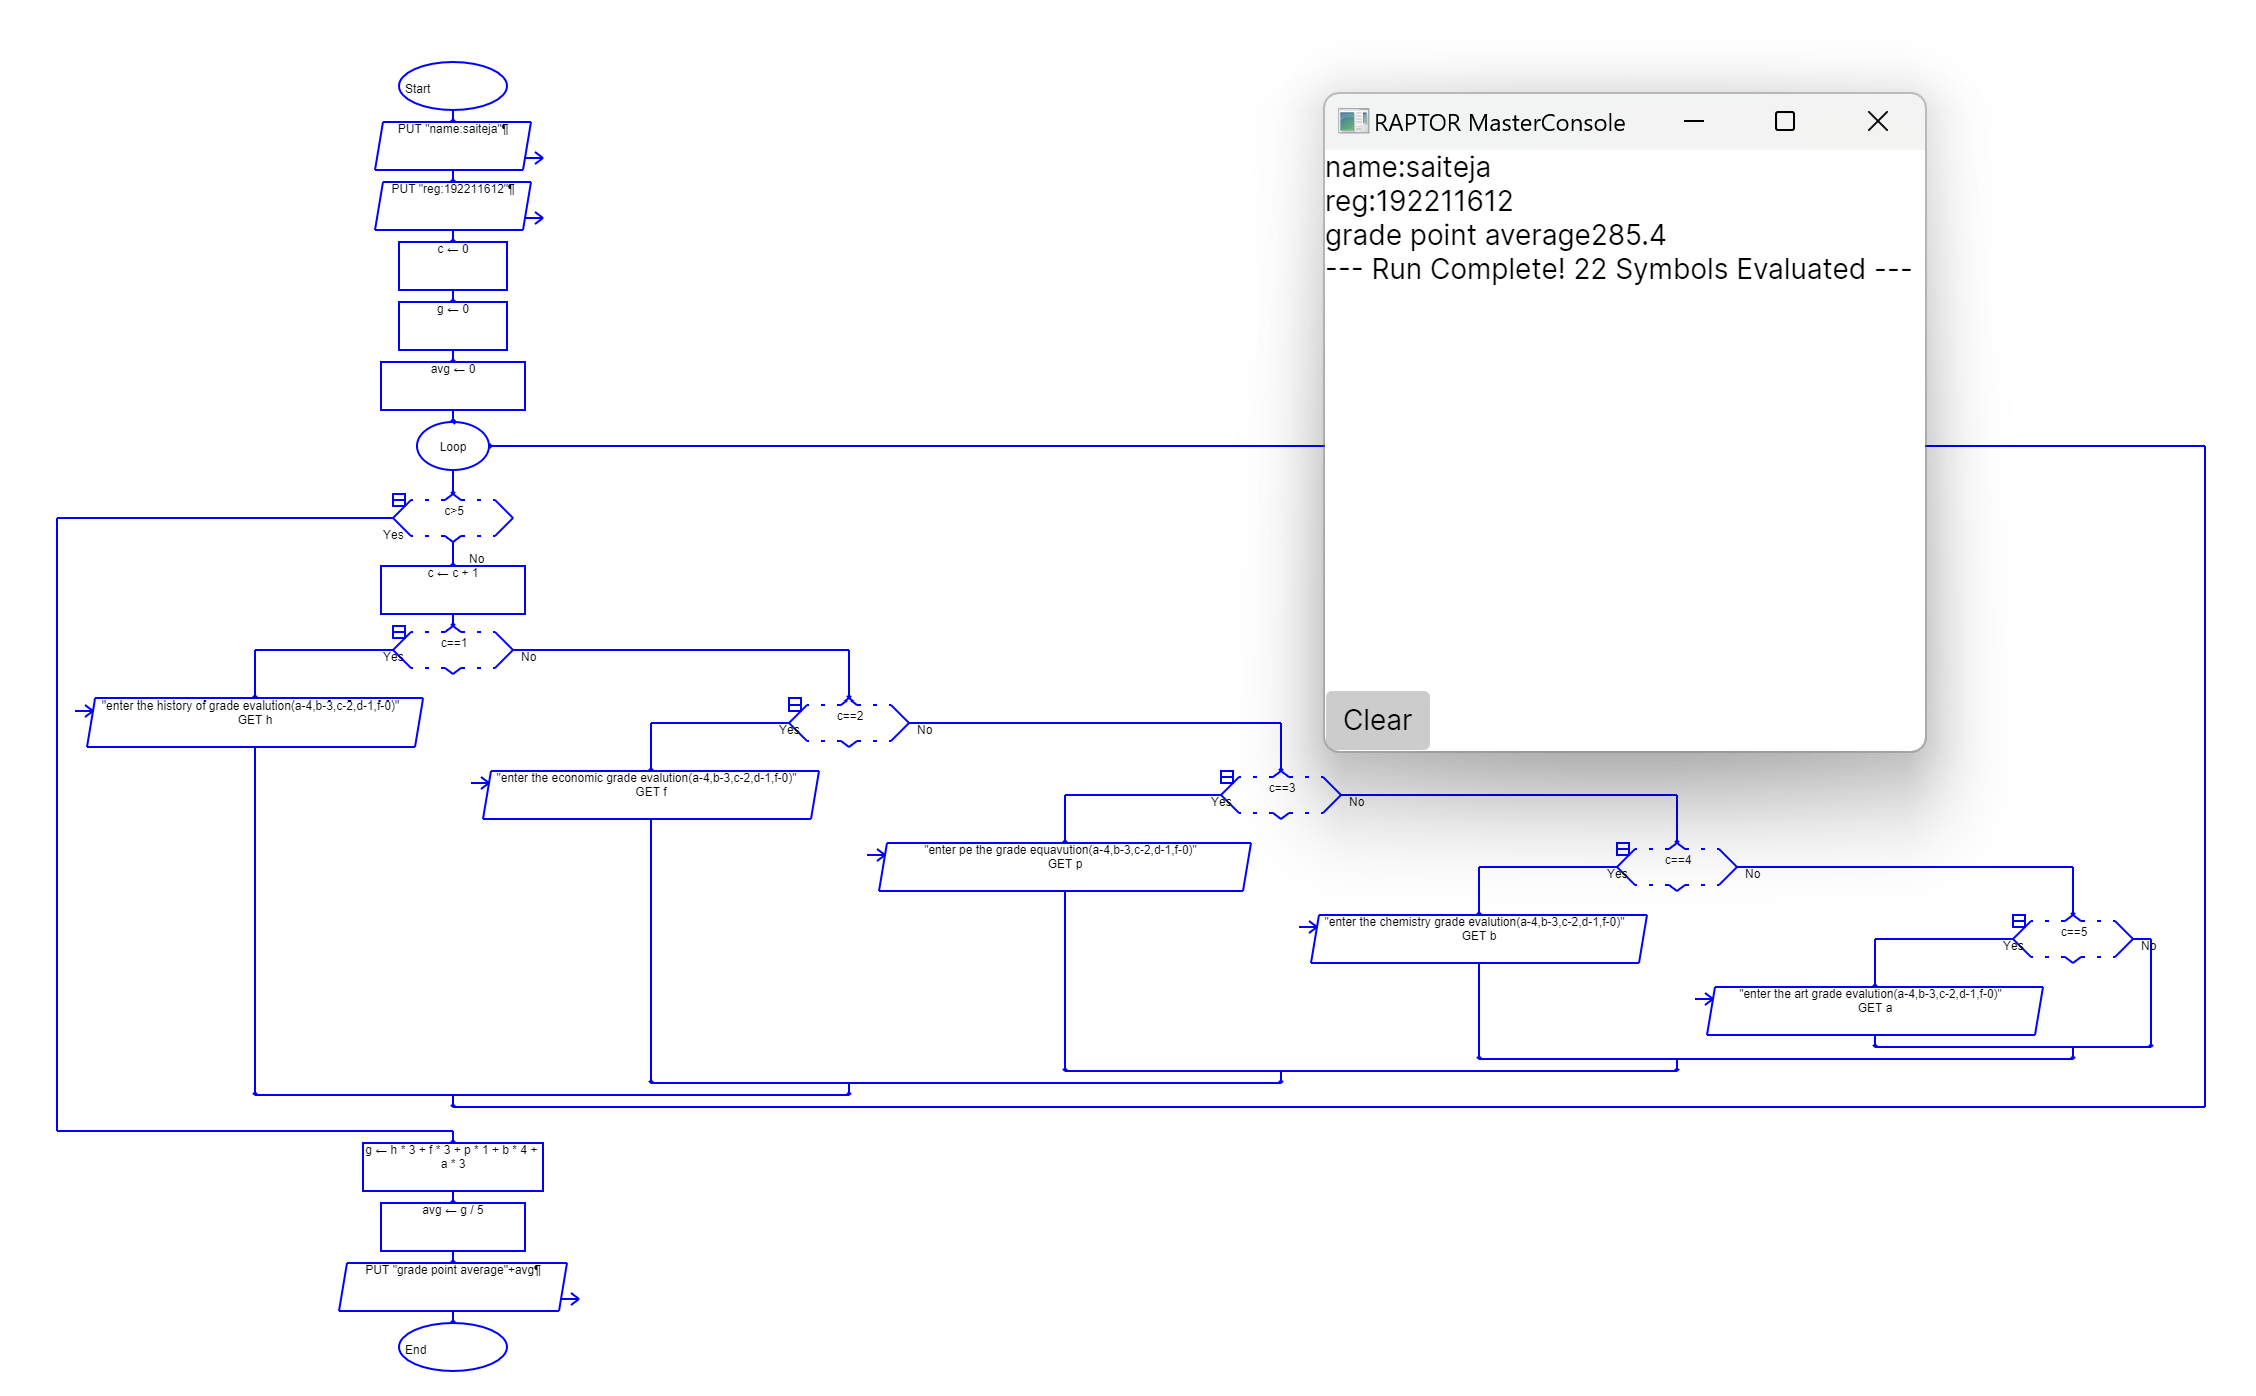 Start
PUT "name:saiteja"¶
PUT "reg:192211612"¶
c ← 0
g ← 0
avg ← 0
Loop
c>5
Yes
No
c ← c + 1
c==1
Yes
No
"enter the history of grade evalution(a-4,b-3,c-2,d-1,f-0)"
GET h
c==2
Yes
No
"enter the economic grade evalution(a-4,b-3,c-2,d-1,f-0)"
GET f
c==3
Yes
No
"enter pe the grade equavution(a-4,b-3,c-2,d-1,f-0)"
GET p
c==4
Yes
No
"enter the chemistry grade evalution(a-4,b-3,c-2,d-1,f-0)"
GET b
c==5
Yes
No
"enter the art grade evalution(a-4,b-3,c-2,d-1,f-0)"
GET a
g ← h * 3 + f * 3 + p * 1 + b * 4 +
a * 3
avg ← g / 5
PUT "grade point average"+avg¶
End
RAPTOR MasterConsole
name:saiteja
reg:192211612
grade point average285.4
--- Run Complete! 22 Symbols Evaluated ---
Clear